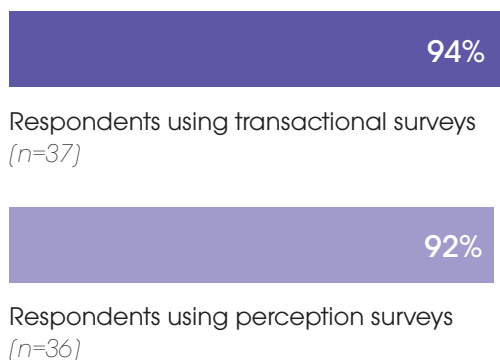 94%
Respondents using transactional surveys
(n=37)
92%
Respondents using perception surveys
(n=36)